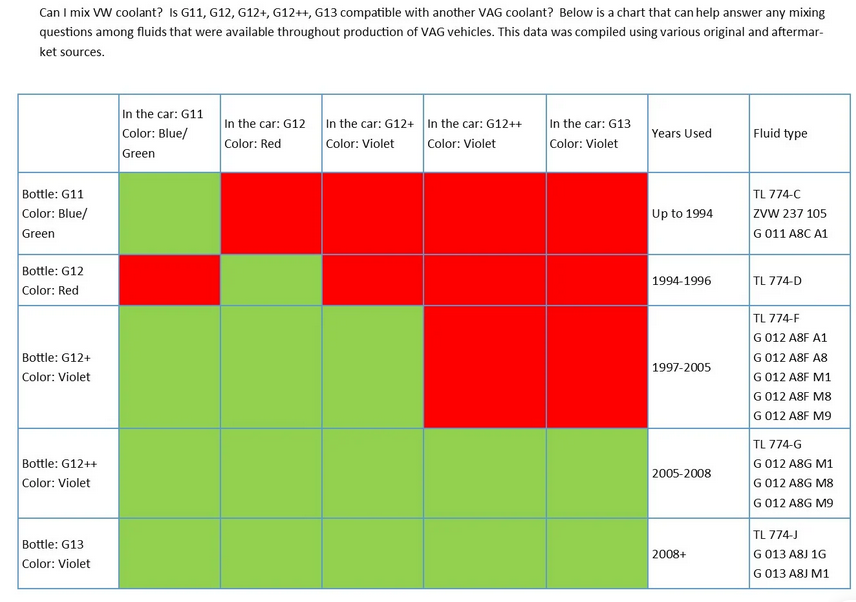 Can I mix VW coolant? Is G11, G12, G12+, G12++, G13 compatible with another VAG coolant? Below is a chart that can help answer any mixing
questions among fluids that were available throughout production of VAG vehicles. This data was compiled using various original and aftermar-
ket sources.
In the car: G11
Color: Blue/
Green
In the car: G12
Color: Red
In the car: G12+
Color: Violet
In the car: G12++
Color: Violet
In the car: G13
Color: Violet
Years Used
Fluid type
Bottle: G11
Color: Blue/
Green
Up to 1994
TL 774-C
ZVW 237 105
G 011 A8C A1
Bottle: G12
Color: Red
1994-1996
TL 774-D
Bottle: G12+
Color: Violet
1997-2005
TL 774-F
G 012 A8F A1
G 012 A8F A8
G 012 A8F M1
G 012 A8F M8
G 012 A8F M9
Bottle: G12++
Color: Violet
2005-2008
TL 774-G
G 012 A8G M1
G 012 A8G M8
G 012 A8G M9
Bottle: G13
Color: Violet
2008+
TL 774-J
G 013 A8J 1G
G 013 A8J M1